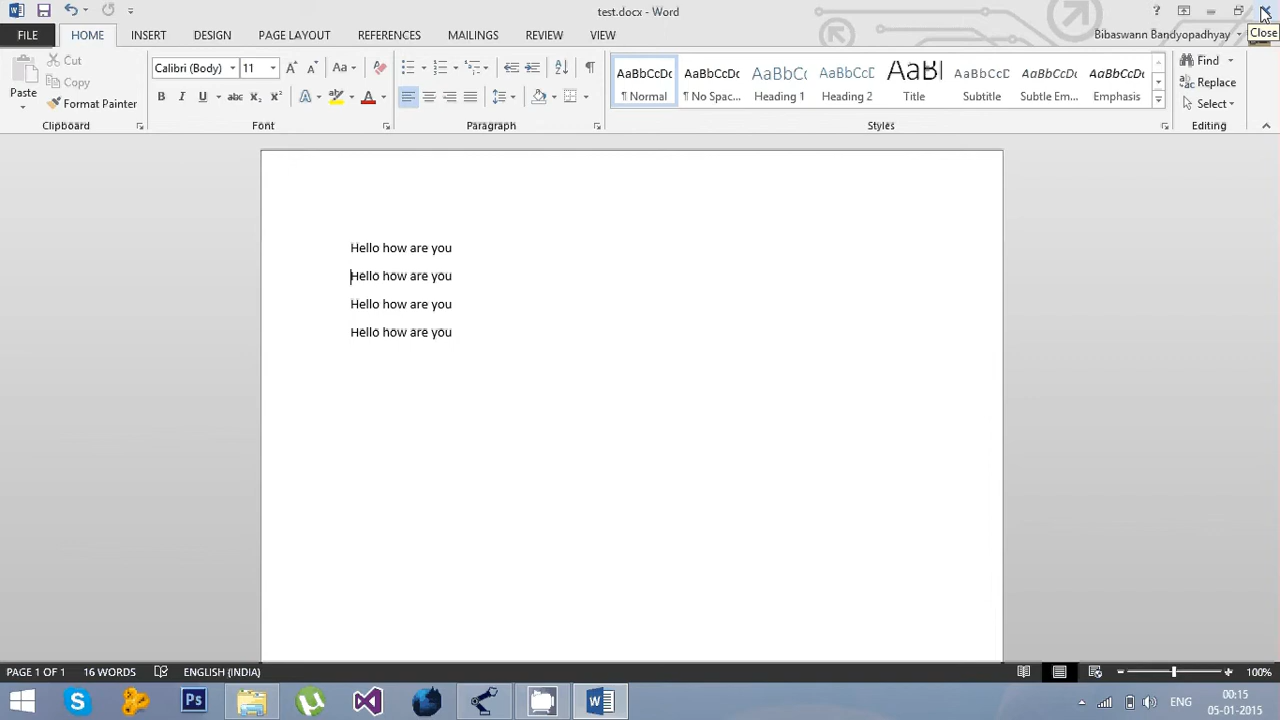 test.docx - Word
Close
FILE HOME INSERT DESIGN PAGE LAYOUT REFERENCES MAILINGS REVIEW VIEW Bibaswann Bandyopadhyay
Paste
Cut
Copy
Format Painter
Clipboard
Calibri (Body) 11
Font
Paragraph
AaBbCcDc AaBbCcDc AaBbCc AaBbCcD AaBl AaBbCcD AaBbCcDc AaBbCcDc
¶ Normal ¶ No Spac... Heading 1 Heading 2 Title Subtitle Subtle Em... Emphasis
Styles
Find
Replace
Select
Editing
Hello how are you
Hello how are you
Hello how are you
Hello how are you
PAGE 1 OF 1 16 WORDS ENGLISH (INDIA) 100%
Ps ENG 00:15
05-01-2015